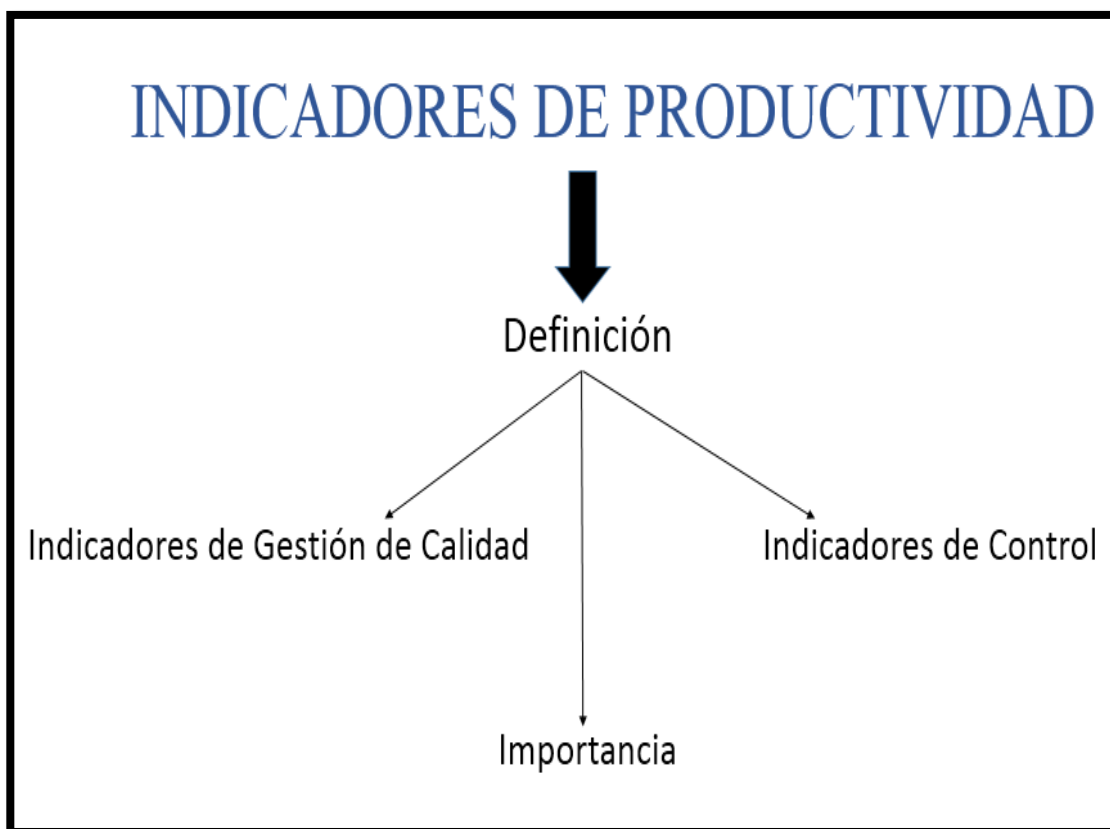 INDICADORES DE PRODUCTIVIDAD
Definición
Indicadores de Gestión de Calidad
Indicadores de Control
Importancia